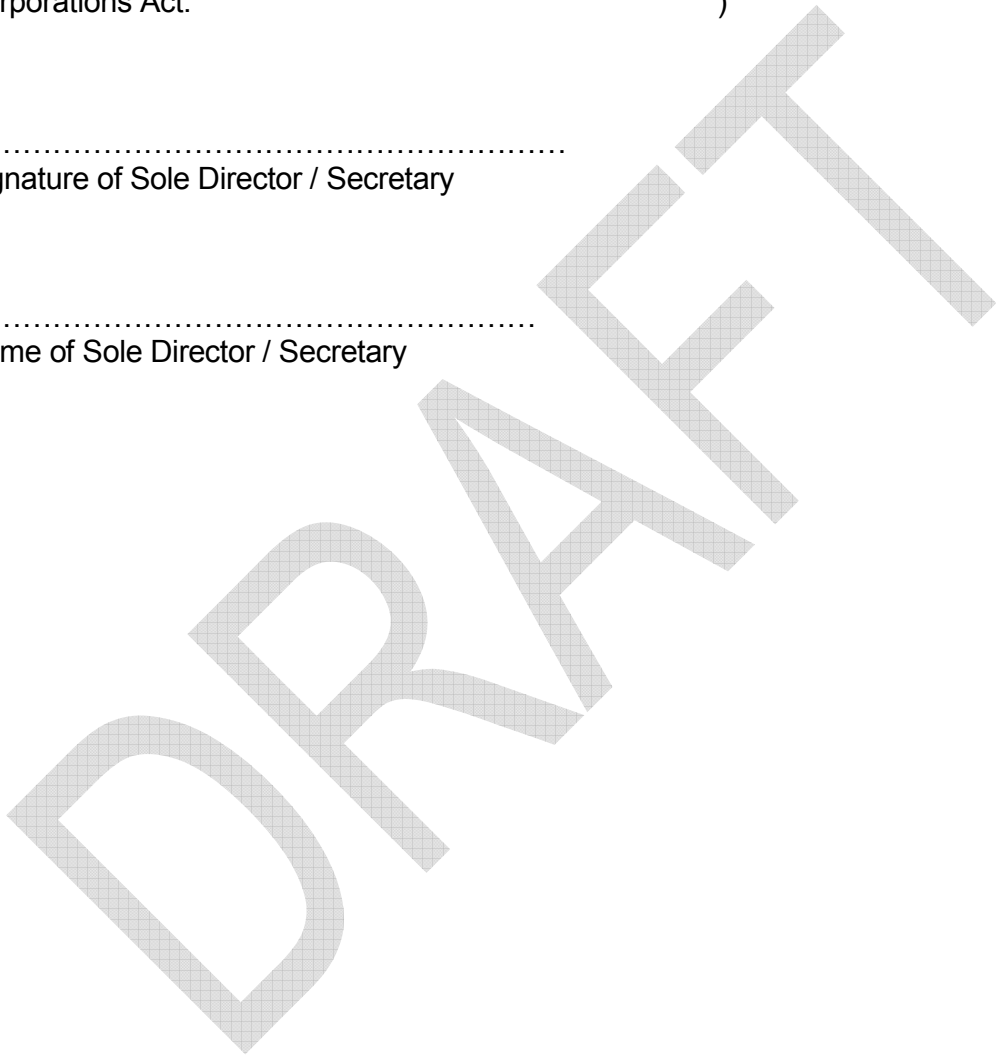 rporations Act. )
……………………………………………………
gnature of Sole Director / Secretary
…………………………………………………
me of Sole Director / Secretary
DRAFT